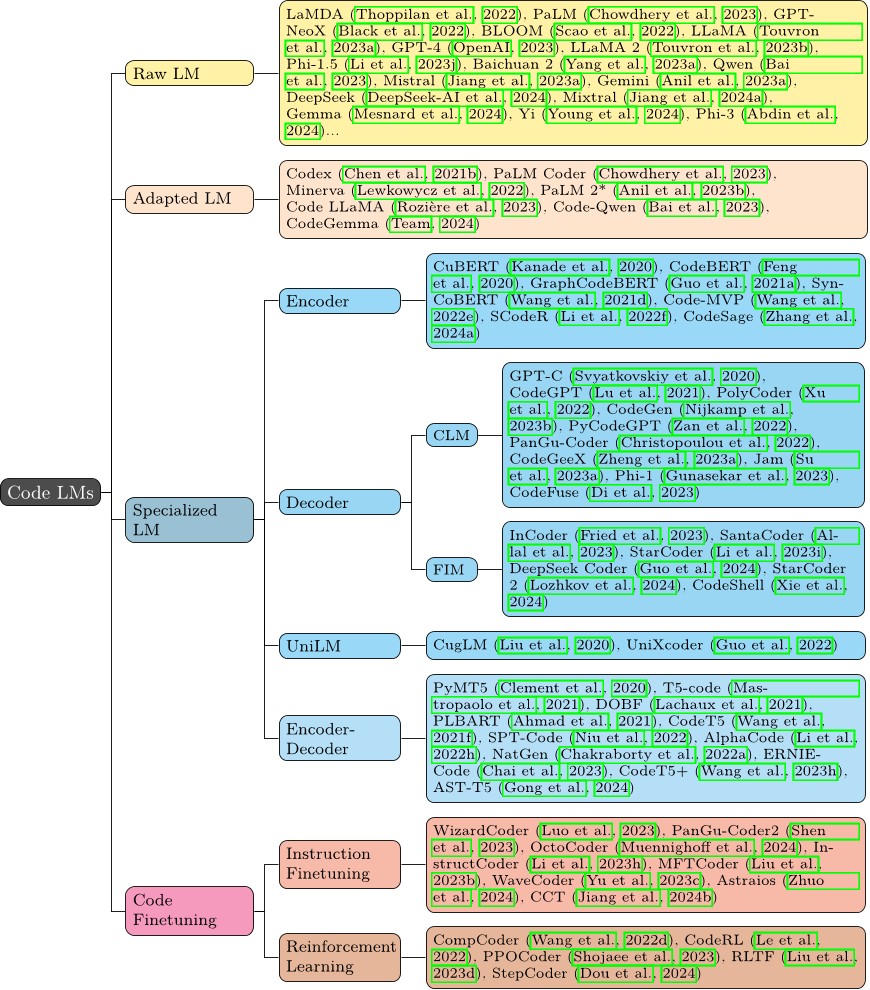 LaMDA (Thoppilan et al., 2022), PaLM (Chowdhery et al., 2023), GPT-
NeoX (Black et al., 2022), BLOOM (Scao et al., 2022), LLaMA (Touvron
et al., 2023a), GPT-4 (OpenAI, 2023), LLaMA 2 (Touvron et al., 2023b),
Phi-1.5 (Li et al., 2023j), Baichuan 2 (Yang et al., 2023a), Qwen (Bai
et al., 2023), Mistral (Jiang et al., 2023a), Gemini (Anil et al., 2023a),
DeepSeek (DeepSeek-AI et al., 2024), Mixtral (Jiang et al., 2024a),
Gemma (Mesnard et al., 2024), Yi (Young et al., 2024), Phi-3 (Abdin et al.,
2024)...
Raw LM
Codex (Chen et al., 2021b), PaLM Coder (Chowdhery et al., 2023),
Minerva (Lewkowycz et al., 2022), PaLM 2* (Anil et al., 2023b),
Code LLaMA (Rozière et al., 2023), Code-Qwen (Bai et al., 2023),
CodeGemma (Team, 2024)
Adapted LM
CuBERT (Kanade et al., 2020), CodeBERT (Feng
et al., 2020), GraphCodeBERT (Guo et al., 2021a), Syn-
CoBERT (Wang et al., 2021d), Code-MVP (Wang et al.,
2022e), SCodeR (Li et al., 2022f), CodeSage (Zhang et al.,
2024a)
Encoder
GPT-C (Svyatkovskiy et al., 2020),
CodeGPT (Lu et al., 2021), PolyCoder (Xu
et al., 2022), CodeGen (Nijkamp et al.,
2023b), PyCodeGPT (Zan et al., 2022),
PanGu-Coder (Christopoulou et al., 2022),
CodeGeeX (Zheng et al., 2023a), Jam (Su
et al., 2023a), Phi-1 (Gunasekar et al., 2023),
CodeFuse (Di et al., 2023)
CLM
Code LMs
Specialized
LM
Decoder
InCoder (Fried et al., 2023), SantaCoder (Al-
lal et al., 2023), StarCoder (Li et al., 2023i),
DeepSeek Coder (Guo et al., 2024), StarCoder
2 (Lozhkov et al., 2024), CodeShell (Xie et al.,
2024)
FIM
UniLM
CugLM (Liu et al., 2020), UniXcoder (Guo et al., 2022)
PyMT5 (Clement et al., 2020), T5-code (Mas-
tropaolo et al., 2021), DOBF (Lachaux et al., 2021),
PLBART (Ahmad et al., 2021), CodeT5 (Wang et al.,
2021f), SPT-Code (Niu et al., 2022), AlphaCode (Li et al.,
2022h), NatGen (Chakraborty et al., 2022a), ERNIE-
Code (Chai et al., 2023), CodeT5+ (Wang et al., 2023h),
AST-T5 (Gong et al., 2024)
Encoder-
Decoder
WizardCoder (Luo et al., 2023), PanGu-Coder2 (Shen
et al., 2023), OctoCoder (Muennighoff et al., 2024), In-
structCoder (Li et al., 2023h), MFTCoder (Liu et al.,
2023b), WaveCoder (Yu et al., 2023c), Astraios (Zhuo
et al., 2024), CCT (Jiang et al., 2024b)
Instruction
Finetuning
Code
Finetuning
CompCoder (Wang et al., 2022d), CodeRL (Le et al.,
2022), PPOCoder (Shojaee et al., 2023), RLTF (Liu et al.,
2023d), StepCoder (Dou et al., 2024)
Reinforcement
Learning